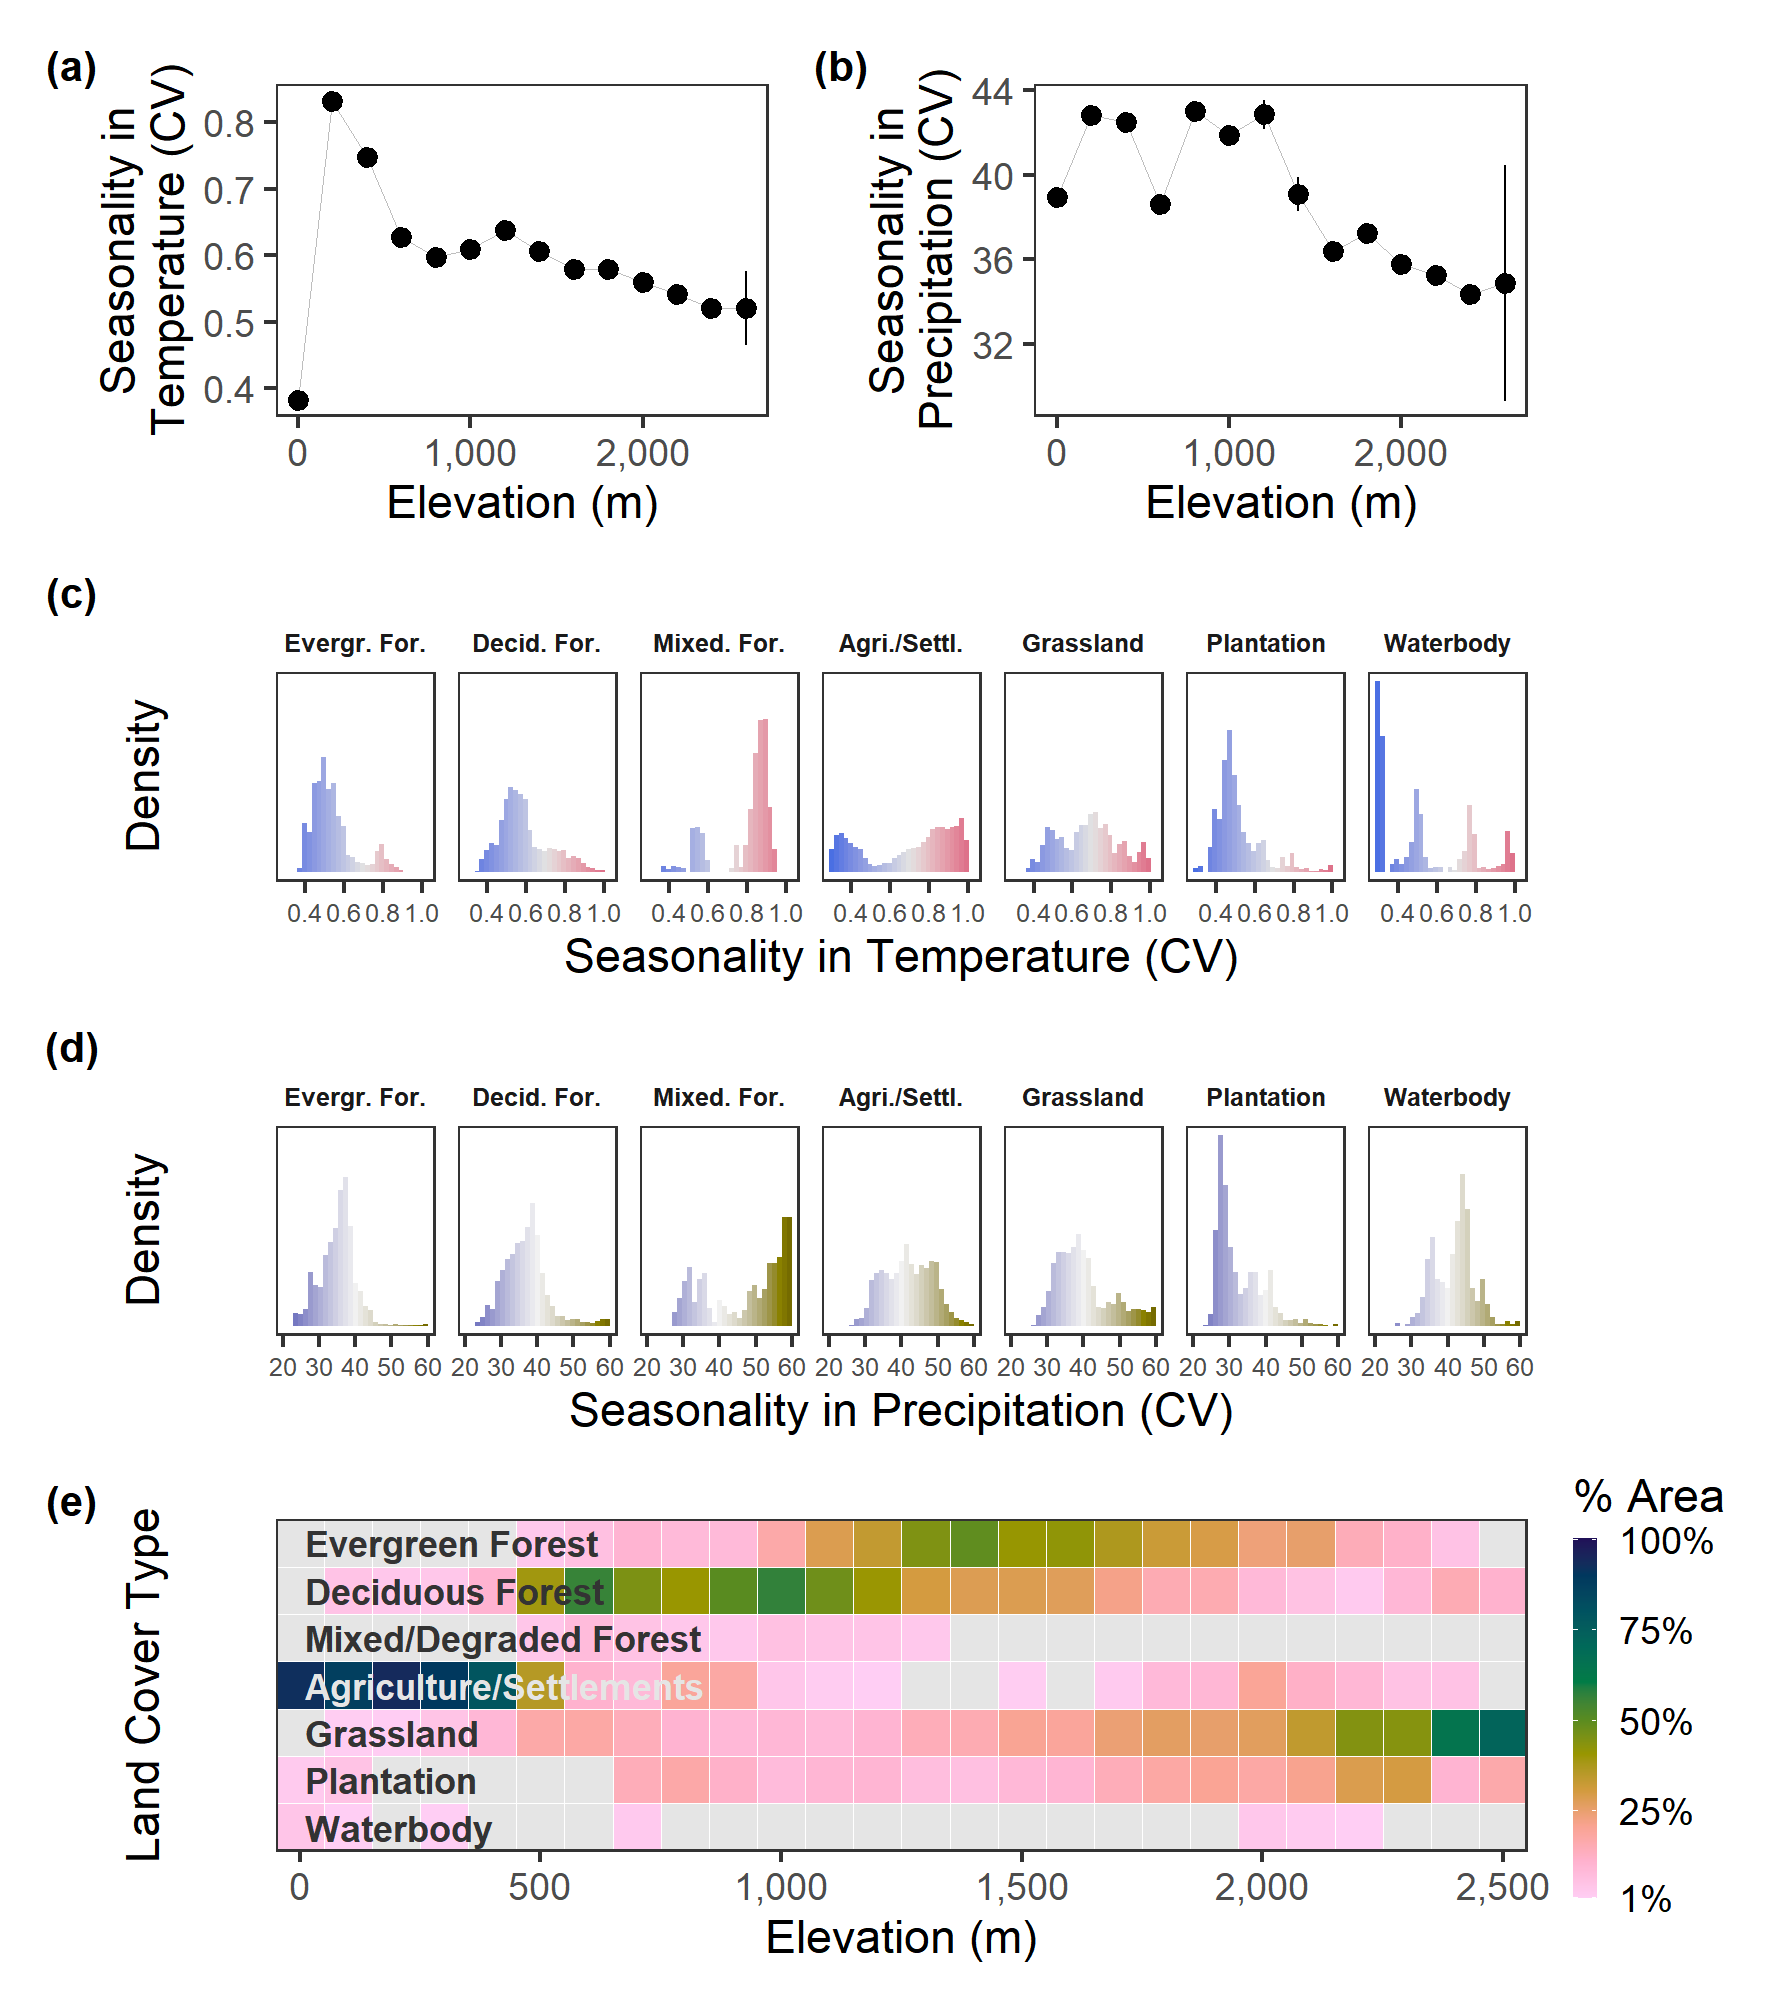 (a)
Seasonality in
Temperature (CV)
0.8
0.7
0.6
0.5
0.4
0
1,000
2,000
Elevation (m)
(b)
Seasonality in
Precipitation (CV)
44
40
36
32
0
1,000
2,000
Elevation (m)
(c)
Density
Evergr. For.
Decid. For.
Mixed. For.
Agri./Settl.
Grassland
Plantation
Waterbody
0.4 0.6 0.8 1.0
0.4 0.6 0.8 1.0
0.4 0.6 0.8 1.0
0.4 0.6 0.8 1.0
0.4 0.6 0.8 1.0
0.4 0.6 0.8 1.0
0.4 0.6 0.8 1.0
Seasonality in Temperature (CV)
(d)
Density
Evergr. For.
Decid. For.
Mixed. For.
Agri./Settl.
Grassland
Plantation
Waterbody
20 30 40 50 60
20 30 40 50 60
20 30 40 50 60
20 30 40 50 60
20 30 40 50 60
20 30 40 50 60
20 30 40 50 60
Seasonality in Precipitation (CV)
(e)
Land Cover Type
Evergreen Forest
Deciduous Forest
Mixed/Degraded Forest
Agriculture/Settlements
Grassland
Plantation
Waterbody
0
500
1,000
1,500
2,000
2,500
Elevation (m)
% Area
100%
75%
50%
25%
1%